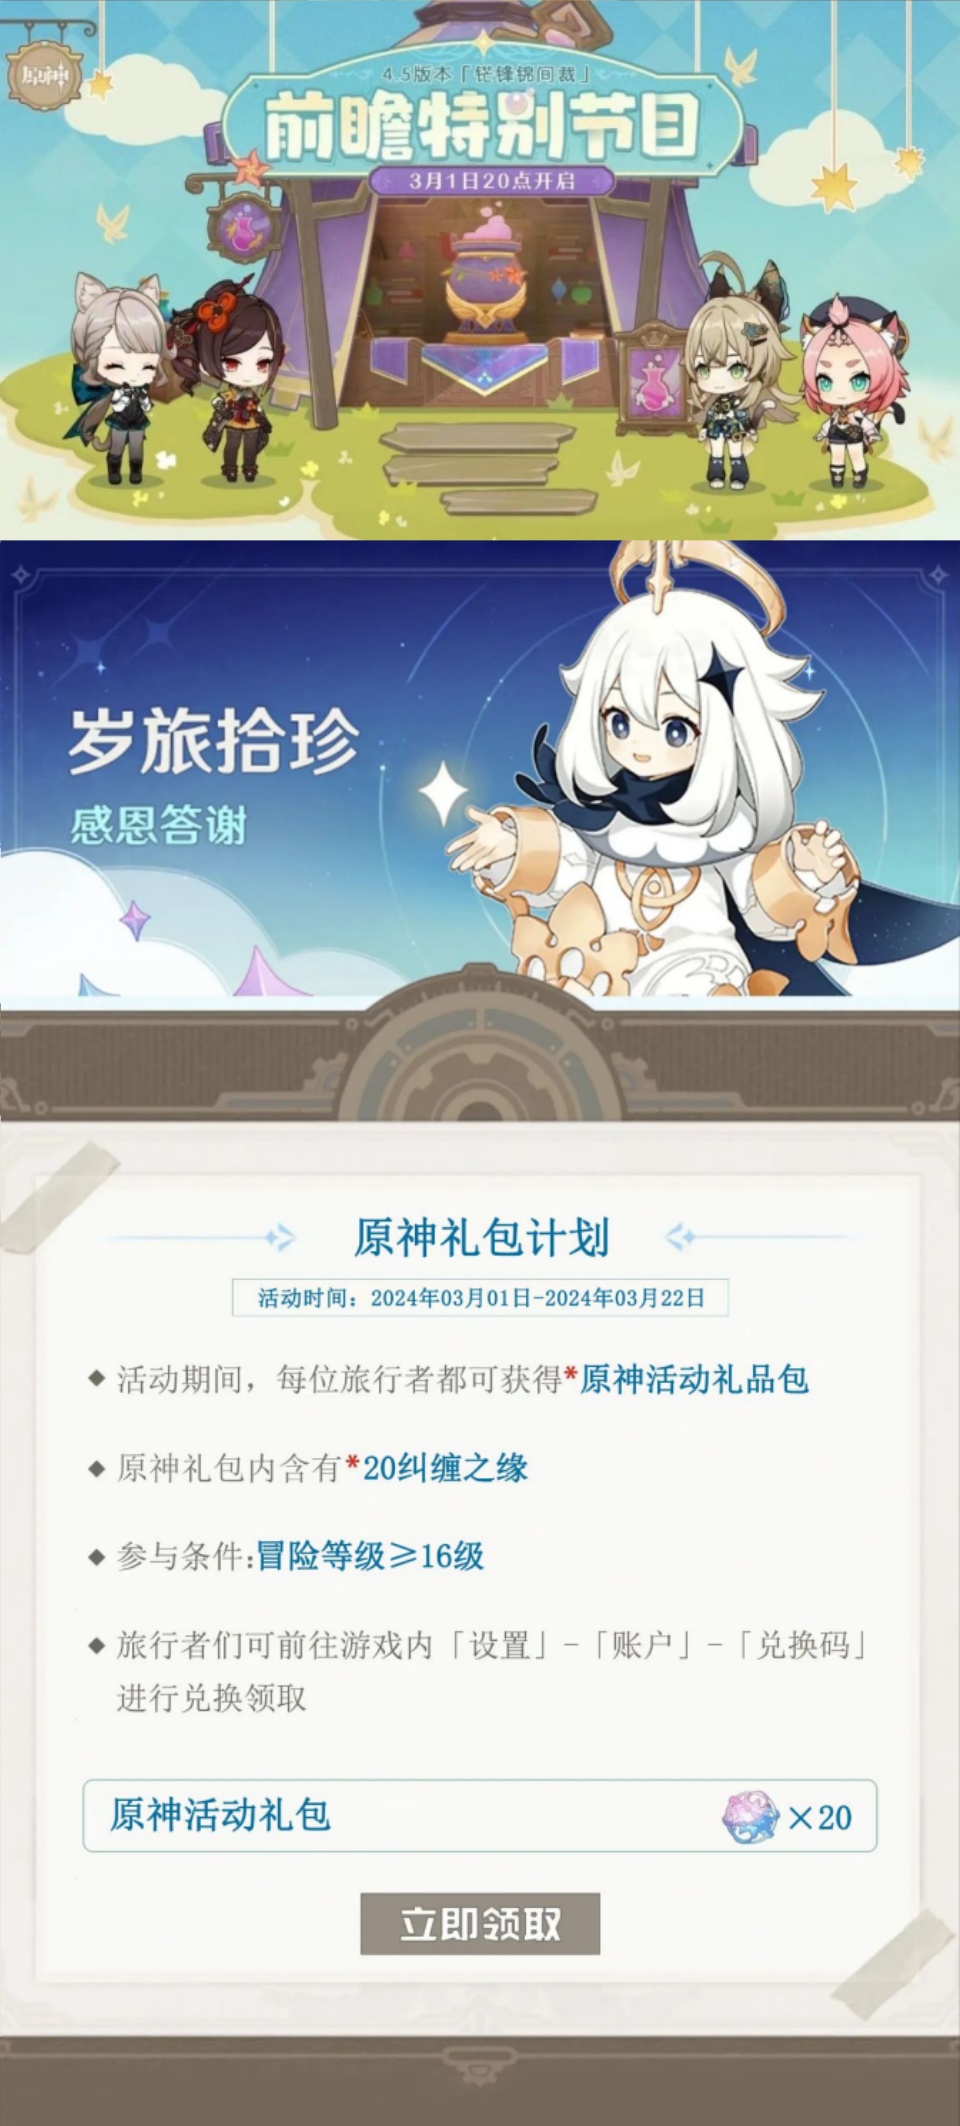 原神
4.5版本「铓锋锦间裁」
前瞻特别节目
3月1日20点开启
岁旅拾珍
感恩答谢
原神礼包计划
活动时间：2024年03月01日-2024年03月22日
◆ 活动期间，每位旅行者都可获得*原神活动礼品包
◆ 原神礼包内含有*20纠缠之缘
◆ 参与条件:冒险等级≥16级
◆ 旅行者们可前往游戏内「设置」-「账户」-「兑换码」
进行兑换领取
原神活动礼包 ×20
立即领取